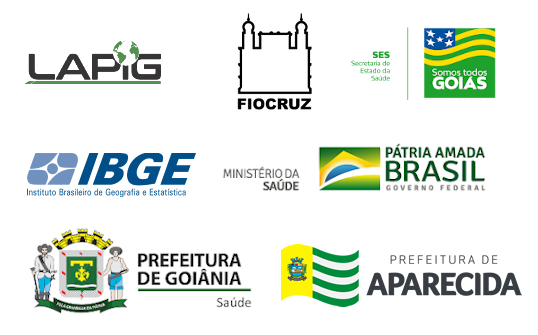 LAPIG
FIOCRUZ
SES
Secretaria de
Estado da
Saúde
Somos todos
GOIÁS
IBGE
Instituto Brasileiro de Geografia e Estatística
MINISTÉRIO DA
SAÚDE
PÁTRIA AMADA
BRASIL
GOVERNO FEDERAL
PREFEITURA
DE GOIÂNIA
Saúde
PREFEITURA DE
APARECIDA